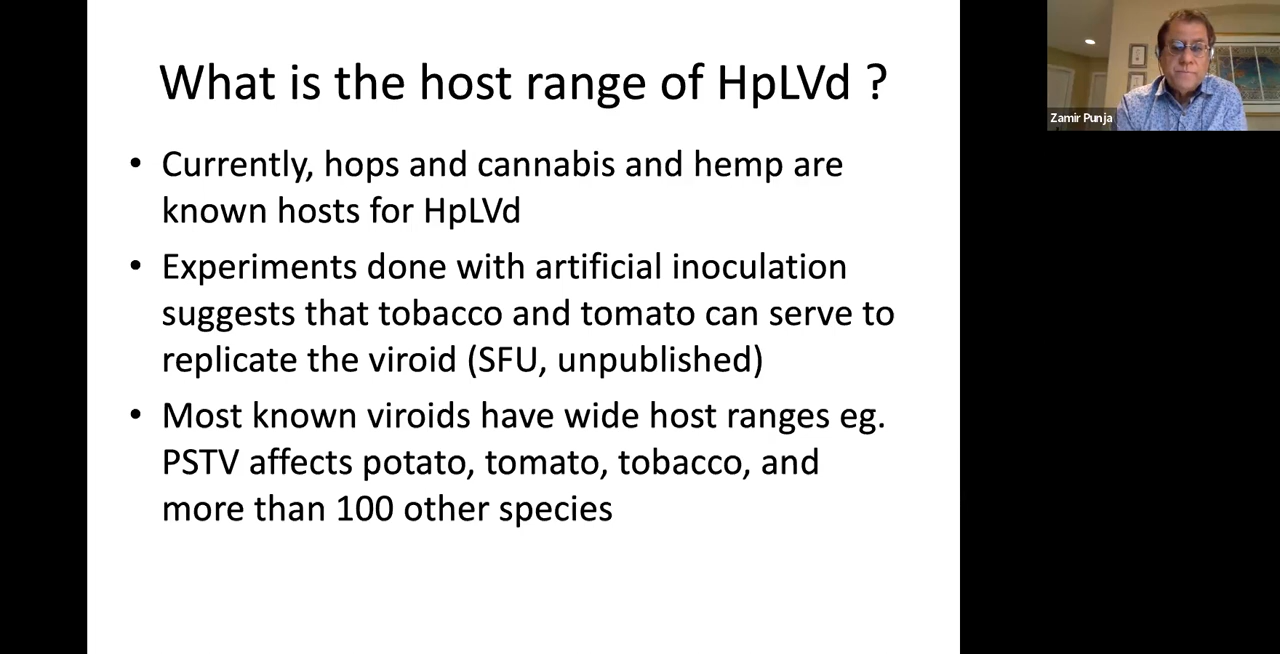 What is the host range of HpLVd ?
• Currently, hops and cannabis and hemp are
known hosts for HpLVd
• Experiments done with artificial inoculation
suggests that tobacco and tomato can serve to
replicate the viroid (SFU, unpublished)
• Most known viroids have wide host ranges eg.
PSTV affects potato, tomato, tobacco, and
more than 100 other species
Zamir Punja